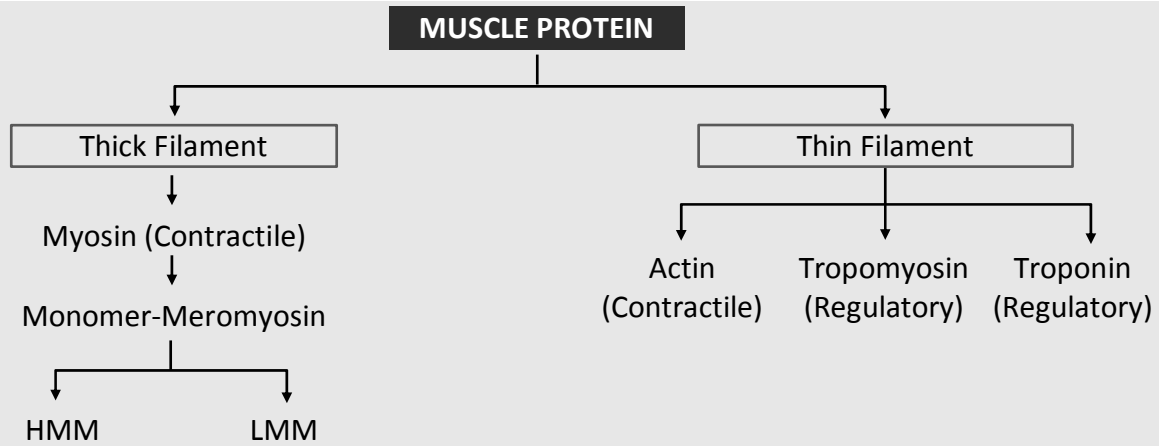 MUSCLE PROTEIN
Thick Filament
Thin Filament
Myosin (Contractile)
Monomer-Meromyosin
HMM
LMM
Actin
(Contractile)
Tropomyosin
(Regulatory)
Troponin
(Regulatory)